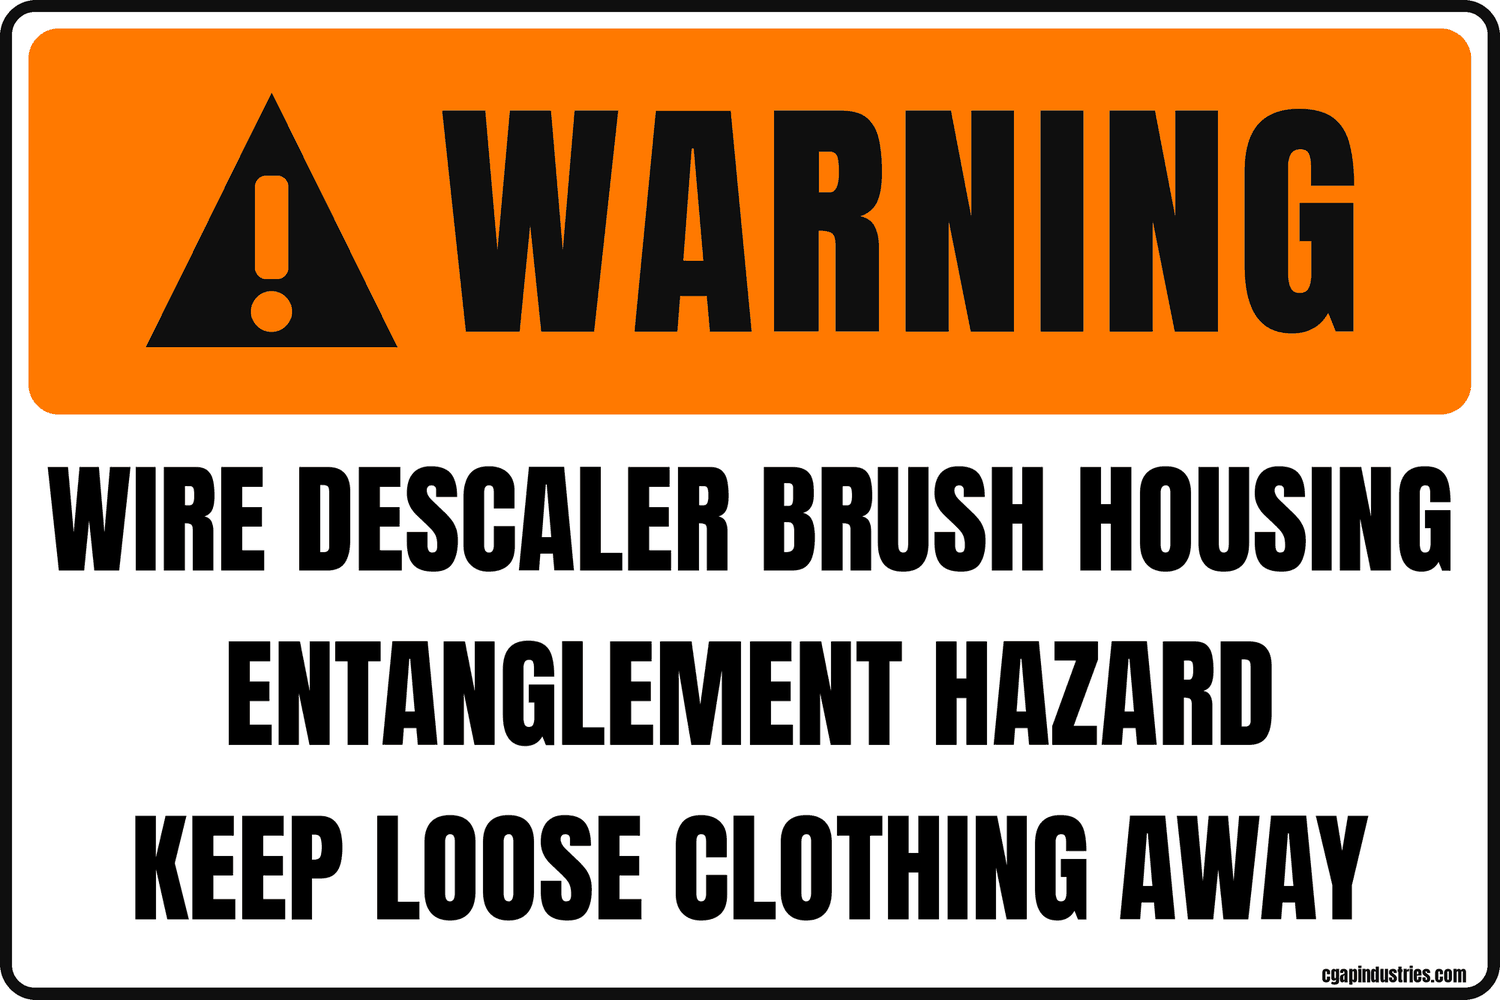 WARNING
WIRE DESCALER BRUSH HOUSING
ENTANGLEMENT HAZARD
KEEP LOOSE CLOTHING AWAY
cgapindustries.com